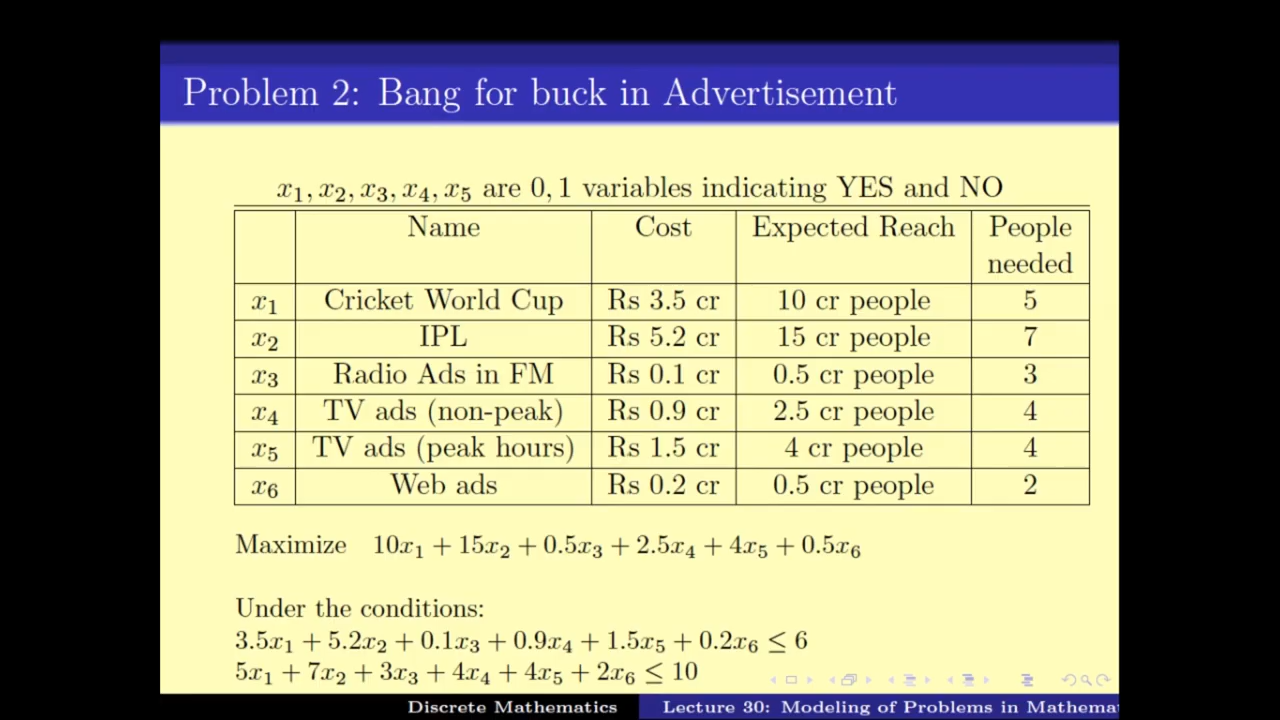 Problem 2: Bang for buck in Advertisement
x₁, x₂, x₃, x₄, x₅ are 0, 1 variables indicating YES and NO
Name Cost Expected Reach People needed
x₁ Cricket World Cup Rs 3.5 cr 10 cr people 5
x₂ IPL Rs 5.2 cr 15 cr people 7
x₃ Radio Ads in FM Rs 0.1 cr 0.5 cr people 3
x₄ TV ads (non-peak) Rs 0.9 cr 2.5 cr people 4
x₅ TV ads (peak hours) Rs 1.5 cr 4 cr people 4
x₆ Web ads Rs 0.2 cr 0.5 cr people 2
Maximize 10x₁ + 15x₂ + 0.5x₃ + 2.5x₄ + 4x₅ + 0.5x₆
Under the conditions:
3.5x₁ + 5.2x₂ + 0.1x₃ + 0.9x₄ + 1.5x₅ + 0.2x₆ ≤ 6
5x₁ + 7x₂ + 3x₃ + 4x₄ + 4x₅ + 2x₆ ≤ 10
Discrete Mathematics Lecture 30: Modeling of Problems in Mathema